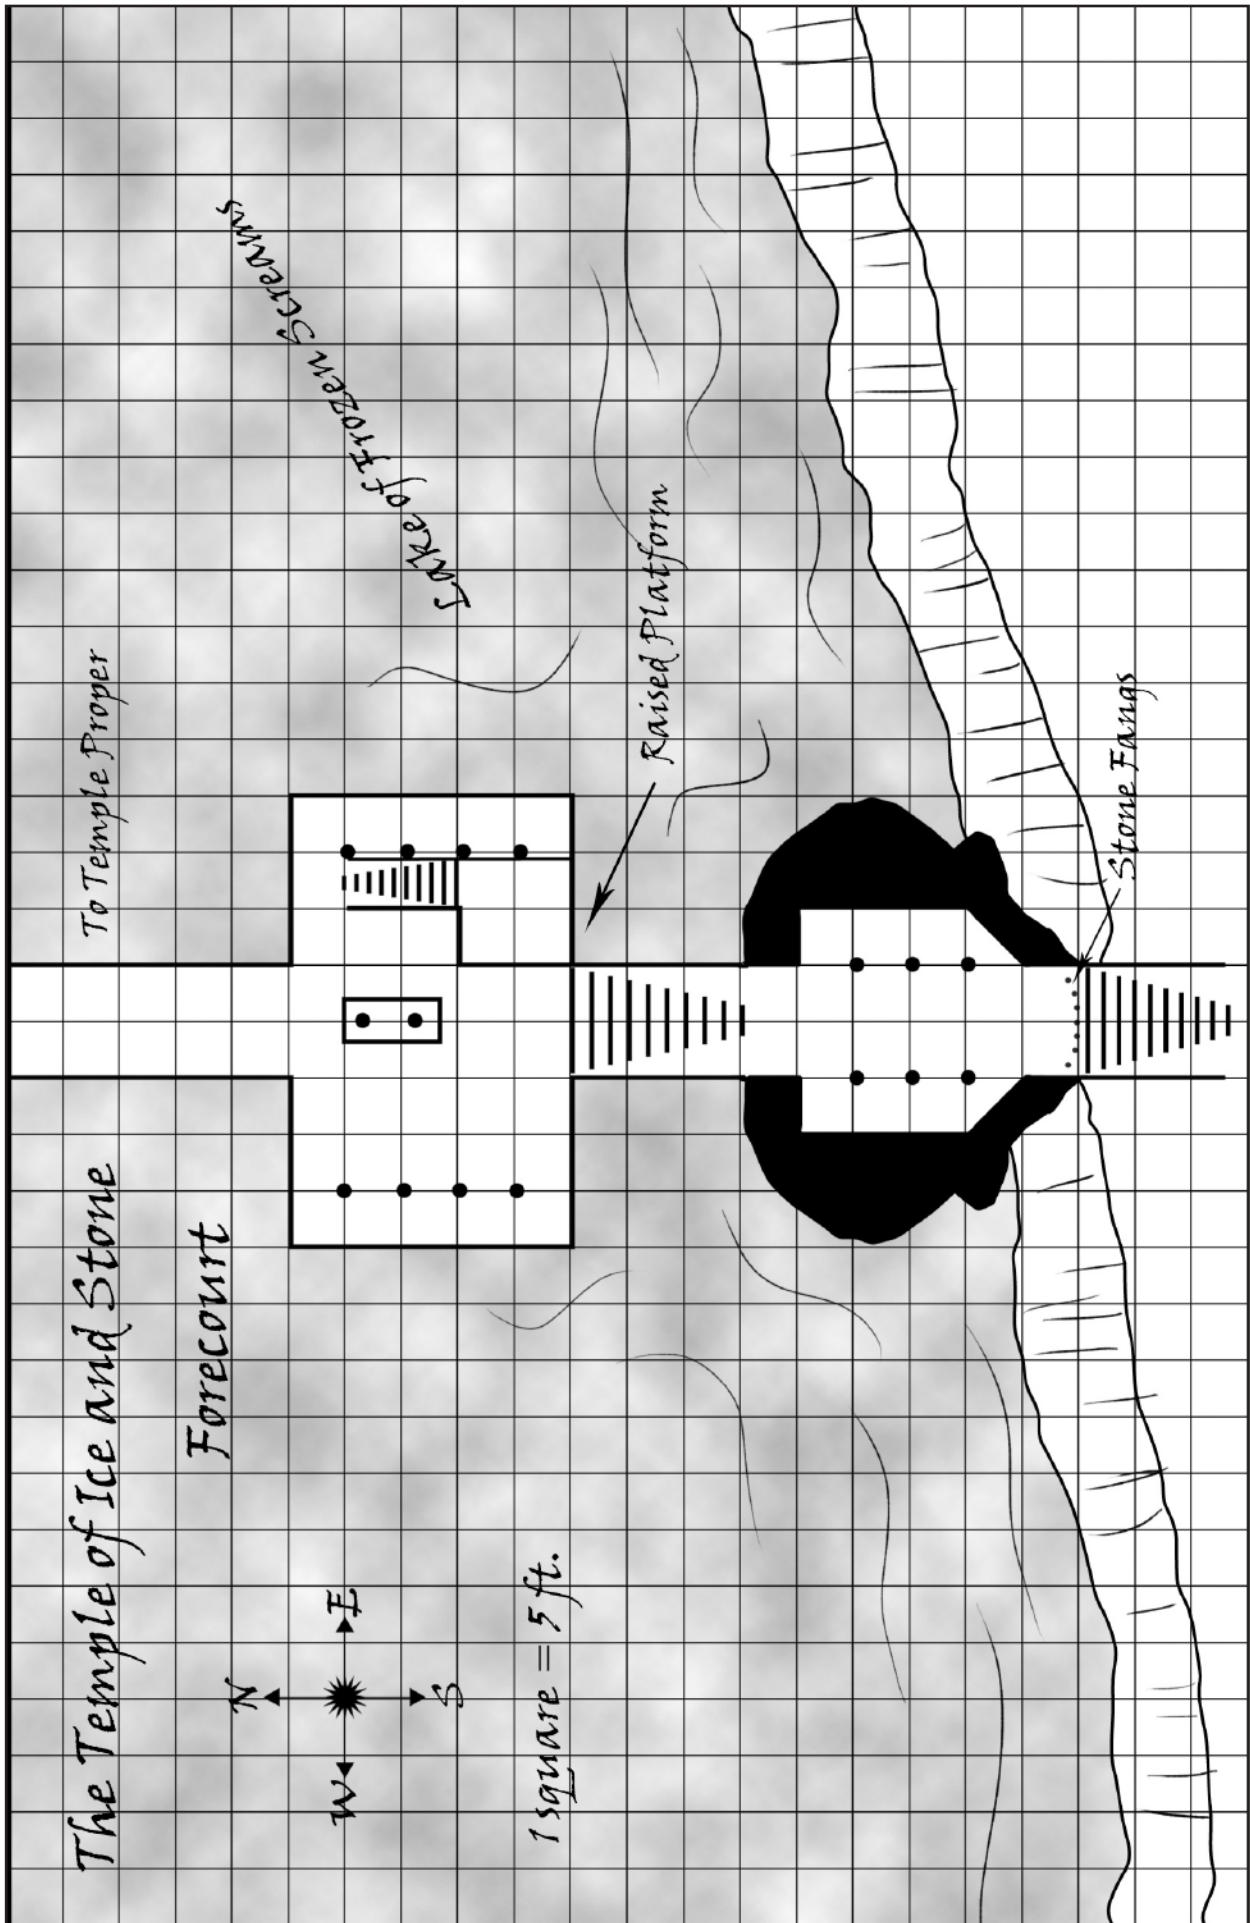 The Temple of Ice and Stone
Forecourt
To Temple Proper
N
W
E
S
1 square = 5 ft.
Lake of Frozen Screams
Raised Platform
Stone Fangs